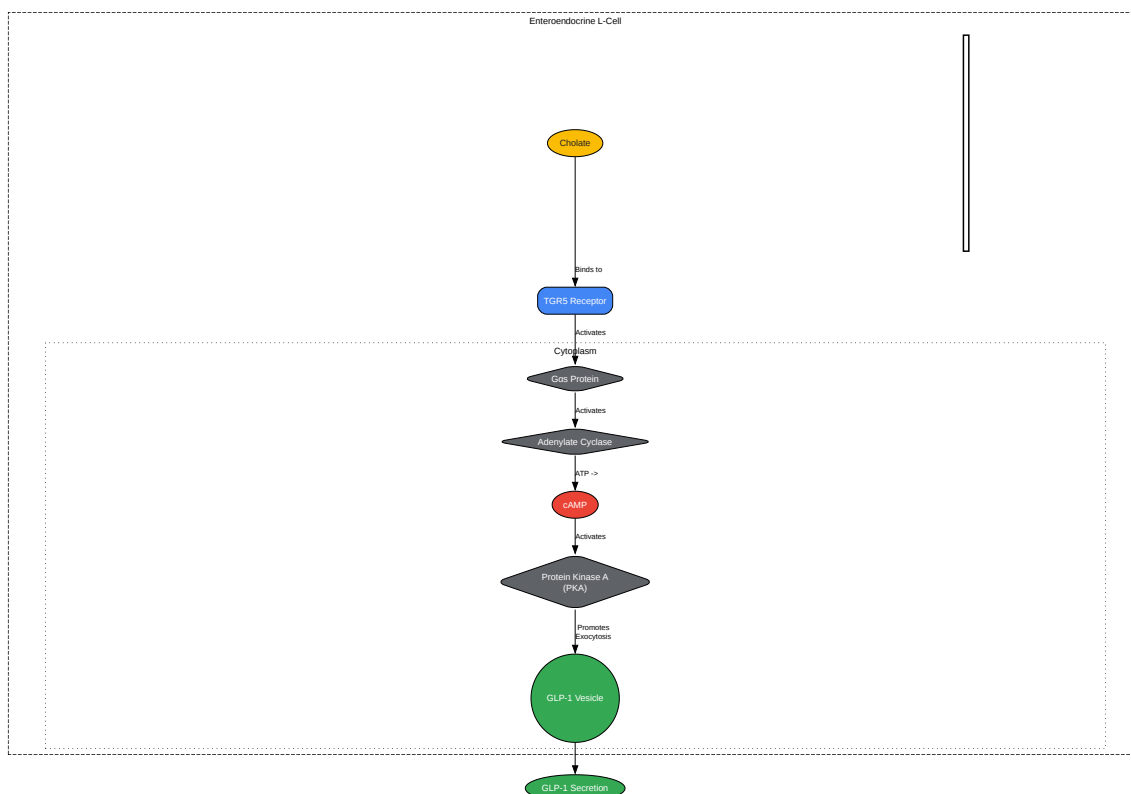 Enteroendocrine L-Cell
Cholate
Binds to
TGR5 Receptor
Activates
Cytoplasm
Gαs Protein
Activates
Adenylate Cyclase
ATP ->
cAMP
Activates
Protein Kinase A
(PKA)
Promotes
Exocytosis
GLP-1 Vesicle
GLP-1 Secretion